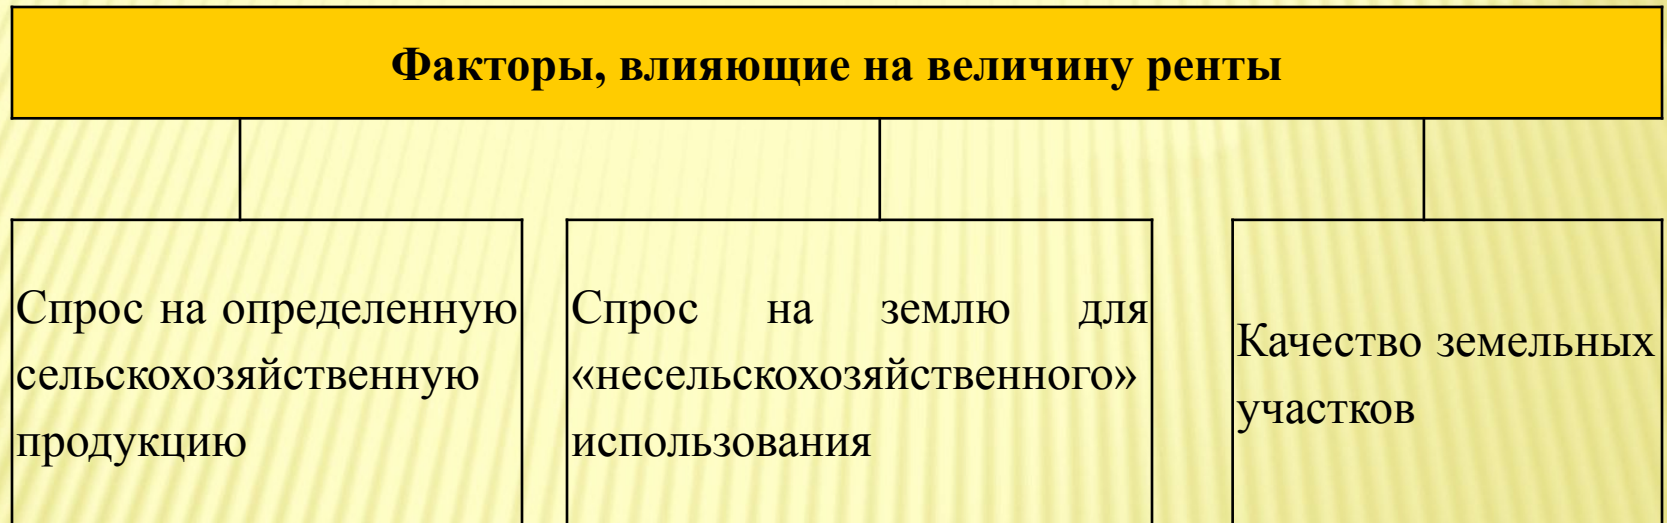 Факторы, влияющие на величину ренты
Спрос на определенную
сельскохозяйственную
продукцию
Спрос на землю для
«несельскохозяйственного»
использования
Качество земельных
участков